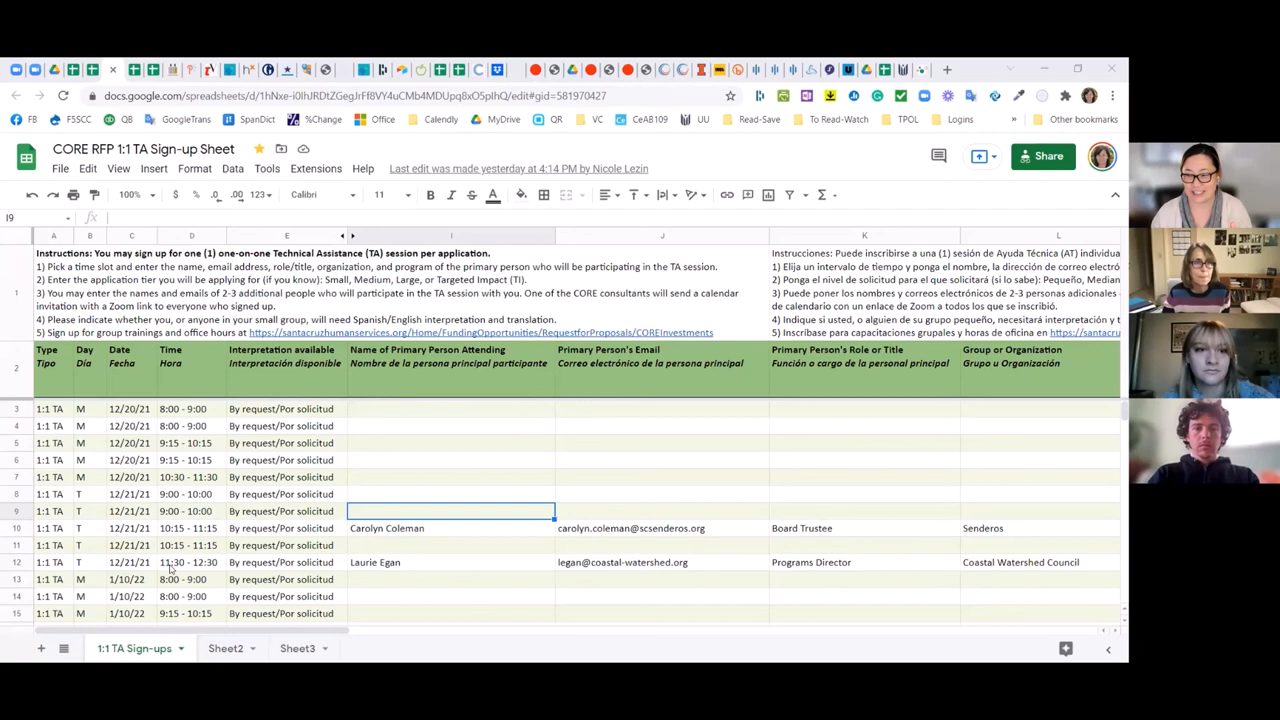 docs.google.com/spreadsheets/d/1hNxe-i0IhJRDtZGegJrFf8VY4uCMb4MDUpq8xO5pIhQ/edit#gid=581970427
FB F5SCC QB GoogleTrans SpanDict %Change Office Calendly MyDrive QR VC CeAB109 UU Read-Save To Read-Watch TPOL Logins » Other bookmarks
CORE RFP 1:1 TA Sign-up Sheet
Share
File Edit View Insert Format Data Tools Extensions Help Last edit was made yesterday at 4:14 PM by Nicole Lezin
100% $ % .0 .00 123 Calibri 11 B I S A
I9 fx
A B C D E I J K L
1
Instructions: You may sign up for one (1) one-on-one Technical Assistance (TA) session per application.
1) Pick a time slot and enter the name, email address, role/title, organization, and program of the primary person who will be participating in the TA session.
2) Enter the application tier you will be applying for (if you know): Small, Medium, Large, or Targeted Impact (TI).
3) You may enter the names and emails of 2-3 additional people who will participate in the TA session with you. One of the CORE consultants will send a calendar
invitation with a Zoom link to everyone who signed up.
4) Please indicate whether you, or anyone in your small group, will need Spanish/English interpretation and translation.
5) Sign up for group trainings and office hours at https://santacruzhumanservices.org/Home/FundingOpportunities/RequestforProposals/COREInvestments
Instrucciones: Puede inscribirse a una (1) sesión de Ayuda Técnica (AT) individu
1) Elija un intervalo de tiempo y ponga el nombre, la dirección de correo electró
2) Ponga el nivel de solicitud para el que solicitará (si lo sabe): Pequeño, Median
3) Puede poner los nombres y correos electrónicos de 2-3 personas adicionales
de calendario con un enlace de Zoom a todos los que se inscribió.
4) Indique si usted, o alguien de su grupo pequeño, necesitará interpretación y t
5) Inscríbase para capacitaciones grupales y horas de oficina en https://santacru
2
Type Day Date Time Interpretation available Name of Primary Person Attending Primary Person's Email Primary Person's Role or Title Group or Organization
Tipo Día Fecha Hora Interpretación disponible Nombre de la persona principal participante Correo electrónico de la persona principal Función o cargo de la personal principal Grupo u Organización
3 1:1 TA M 12/20/21 8:00 - 9:00 By request/Por solicitud
4 1:1 TA M 12/20/21 8:00 - 9:00 By request/Por solicitud
5 1:1 TA M 12/20/21 9:15 - 10:15 By request/Por solicitud
6 1:1 TA M 12/20/21 9:15 - 10:15 By request/Por solicitud
7 1:1 TA M 12/20/21 10:30 - 11:30 By request/Por solicitud
8 1:1 TA T 12/21/21 9:00 - 10:00 By request/Por solicitud
9 1:1 TA T 12/21/21 9:00 - 10:00 By request/Por solicitud
10 1:1 TA T 12/21/21 10:15 - 11:15 By request/Por solicitud Carolyn Coleman carolyn.coleman@scsenderos.org Board Trustee Senderos
11 1:1 TA T 12/21/21 10:15 - 11:15 By request/Por solicitud
12 1:1 TA T 12/21/21 11:30 - 12:30 By request/Por solicitud Laurie Egan legan@coastal-watershed.org Programs Director Coastal Watershed Council
13 1:1 TA M 1/10/22 8:00 - 9:00 By request/Por solicitud
14 1:1 TA M 1/10/22 8:00 - 9:00 By request/Por solicitud
15 1:1 TA M 1/10/22 9:15 - 10:15 By request/Por solicitud
1:1 TA Sign-ups Sheet2 Sheet3